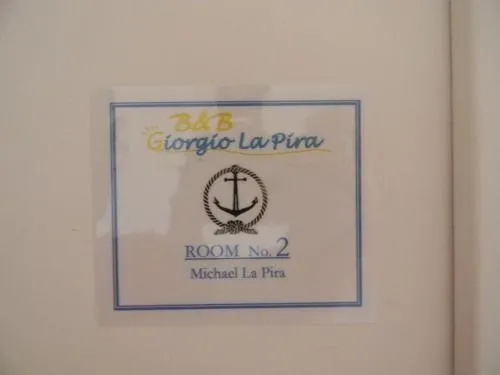 B&B
Giorgio La Pira
ROOM No. 2
Michael La Pira